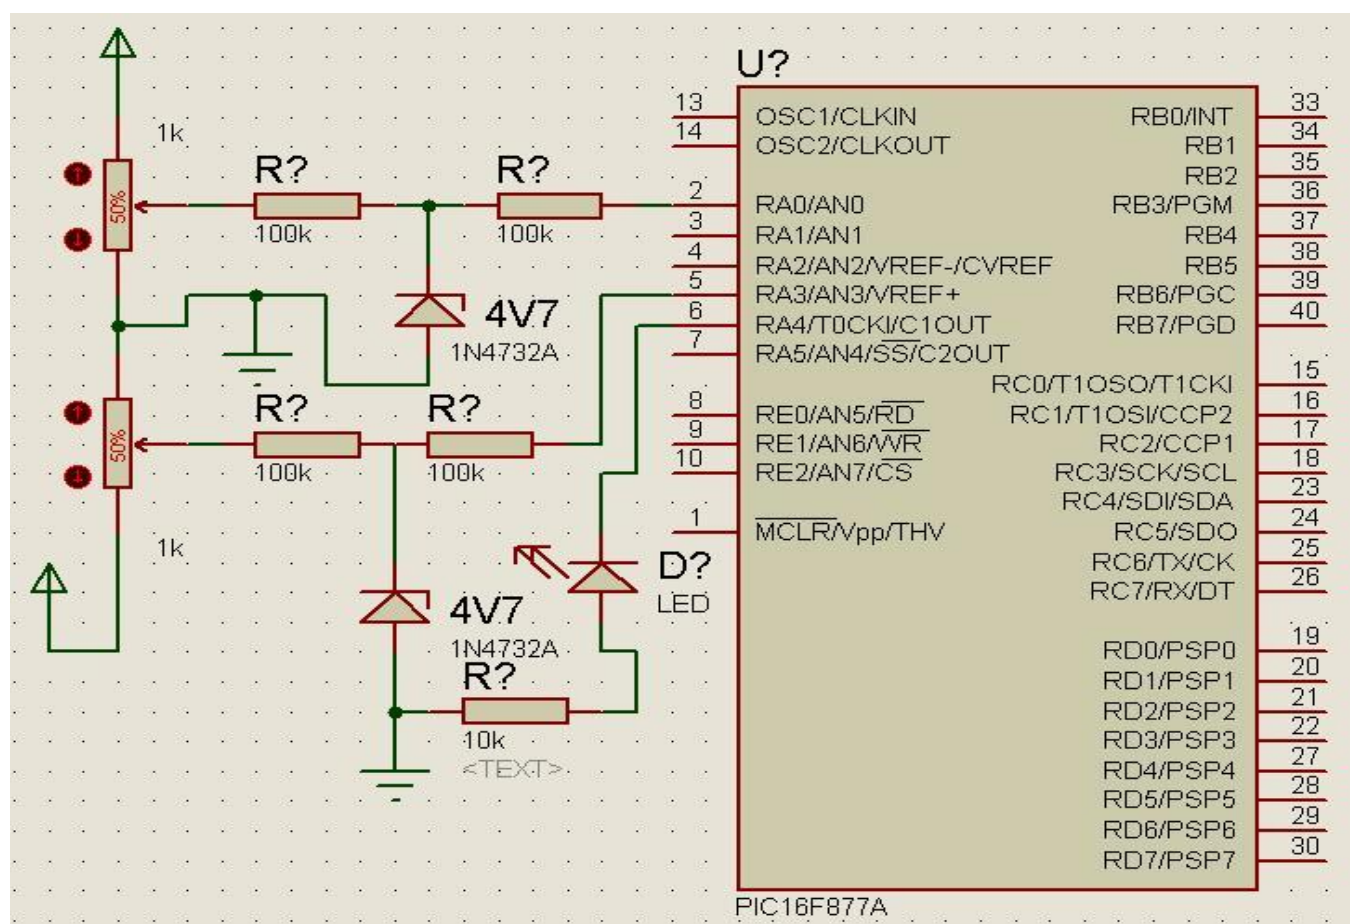 U?
1k
50%
R?
100k
R?
100k
4V7
1N4732A
50%
1k
R?
100k
R?
100k
4V7
1N4732A
R?
10k
<TEXT>
D?
LED
13 OSC1/CLKIN
14 OSC2/CLKOUT
2 RA0/AN0
3 RA1/AN1
4 RA2/AN2/VREF-/CVREF
5 RA3/AN3/VREF+
6 RA4/T0CKI/C1OUT
7 RA5/AN4/SS/C2OUT
8 RE0/AN5/RD
9 RE1/AN6/WR
10 RE2/AN7/CS
1 MCLR/Vpp/THV
RB0/INT 33
RB1 34
RB2 35
RB3/PGM 36
RB4 37
RB5 38
RB6/PGC 39
RB7/PGD 40
RC0/T1OSO/T1CKI 15
RC1/T1OSI/CCP2 16
RC2/CCP1 17
RC3/SCK/SCL 18
RC4/SDI/SDA 23
RC5/SDO 24
RC6/TX/CK 25
RC7/RX/DT 26
RD0/PSP0 19
RD1/PSP1 20
RD2/PSP2 21
RD3/PSP3 22
RD4/PSP4 27
RD5/PSP5 28
RD6/PSP6 29
RD7/PSP7 30
PIC16F877A